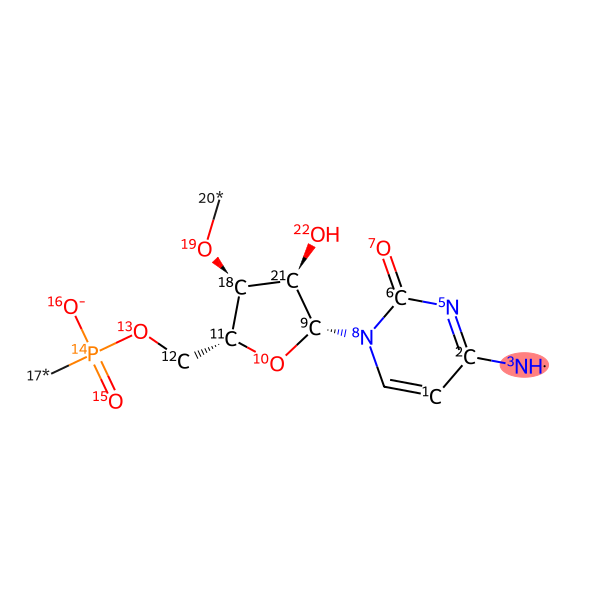 20*
22OH
19O
7O
18C
21C
6C
5N
16O-
13O
11C
9C
8N
14P
12C
10O
2C
3NH·
17*
15O
1C